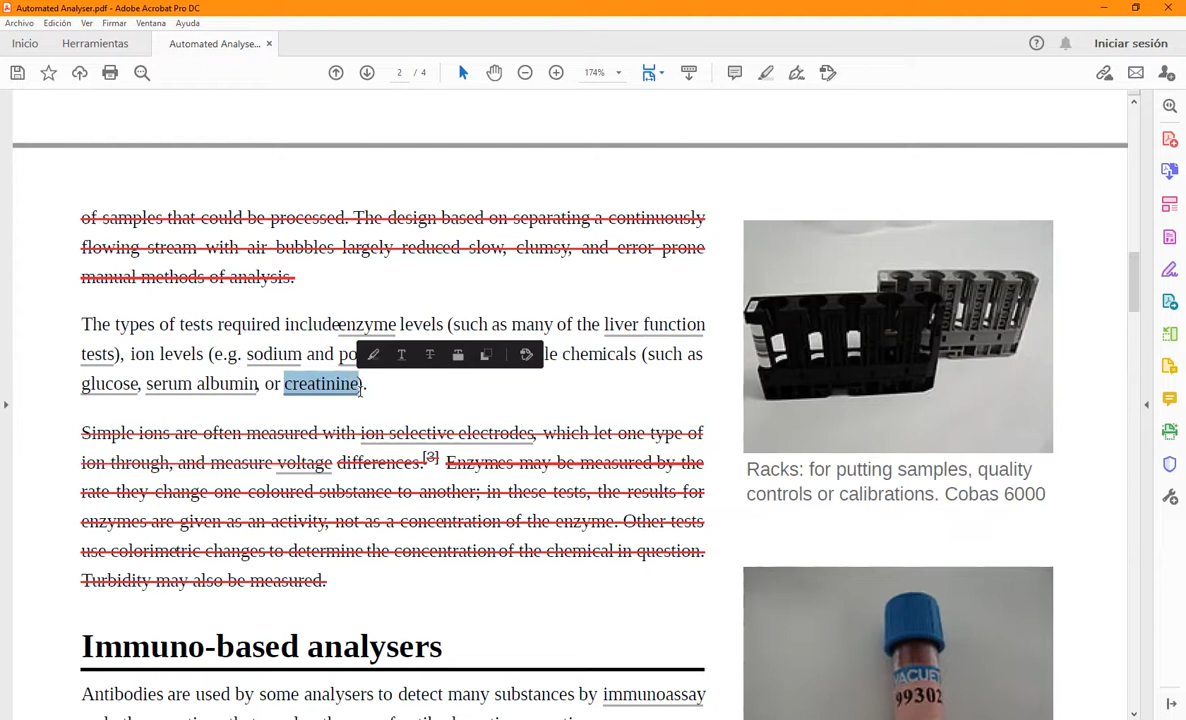 Automated Analyser.pdf - Adobe Acrobat Pro DC
Archivo Edición Ver Firmar Ventana Ayuda
Inicio Herramientas Automated Analyse... × Iniciar sesión
2 / 4 174%
of samples that could be processed. The design based on separating a continuously
flowing stream with air bubbles largely reduced slow, clumsy, and error prone
manual methods of analysis.
The types of tests required include enzyme levels (such as many of the liver function
tests), ion levels (e.g. sodium and chemicals (such as
glucose, serum albumin, or creatinine).
Simple ions are often measured with ion selective electrodes, which let one type of
ion through, and measure voltage differences.[3] Enzymes may be measured by the
rate they change one coloured substance to another; in these tests, the results for
enzymes are given as an activity, not as a concentration of the enzyme. Other tests
use colorimetric changes to determine the concentration of the chemical in question.
Turbidity may also be measured.
Racks: for putting samples, quality
controls or calibrations. Cobas 6000
Immuno-based analysers
Antibodies are used by some analysers to detect many substances by immunoassay
99302